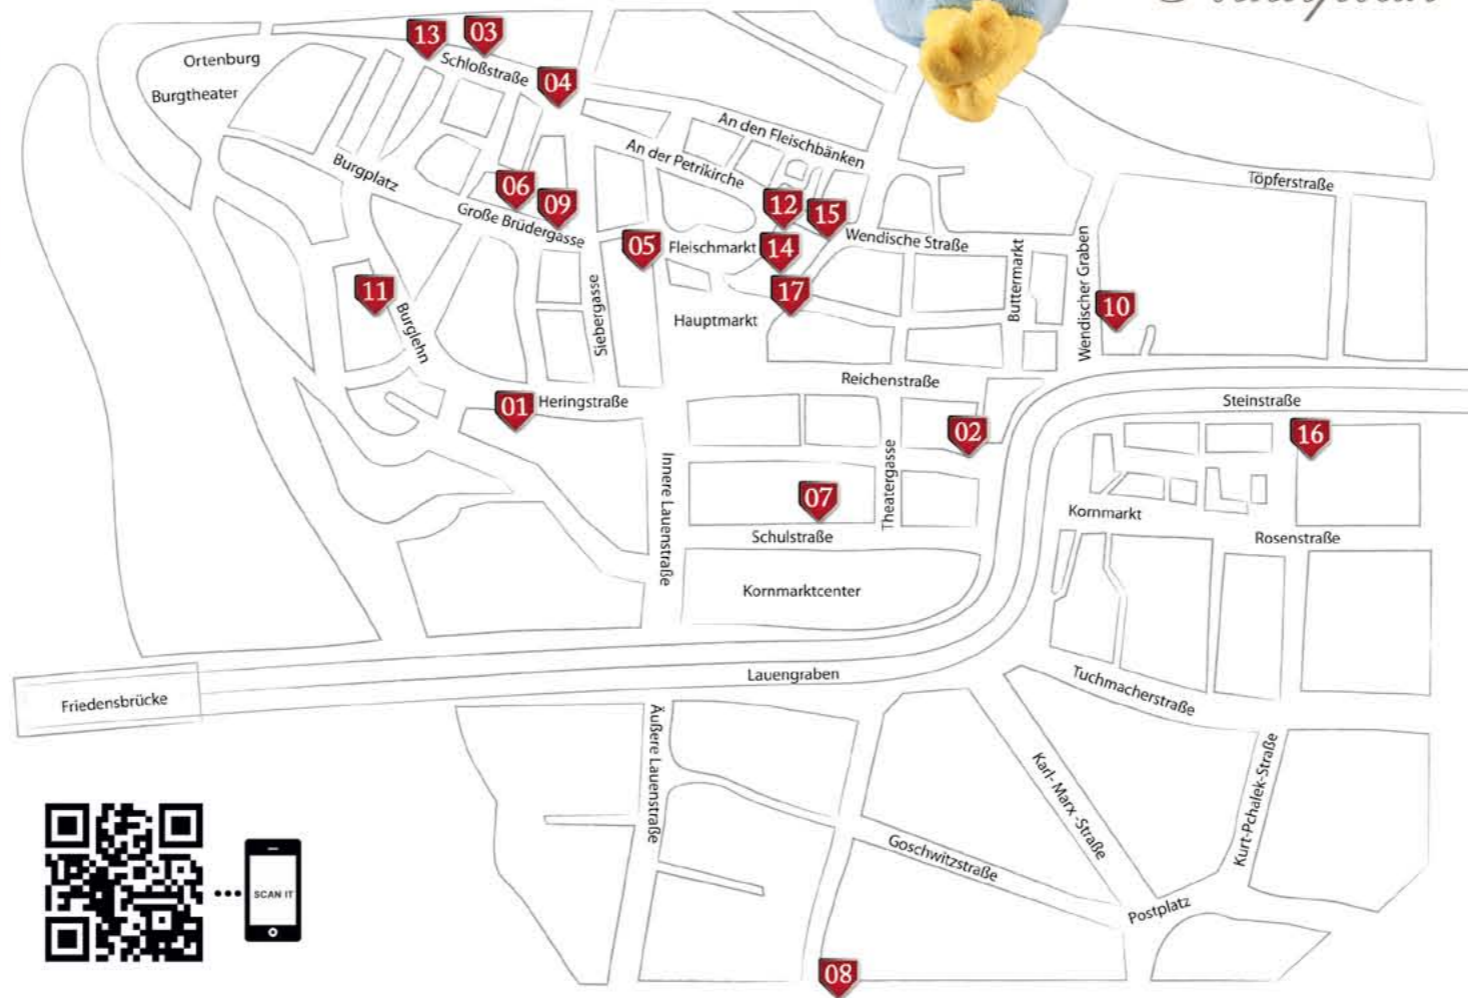 13
03
Schloßstraße
04
Ortenburg
Burgtheater
An den Fleischbänken
An der Petrikirche
Burgplatz
Töpferstraße
06
09
12
15
Große Brüdergasse
05
Fleischmarkt
14
Wendische Straße
Buttermarkt
Wendischer Graben
11
Burglehn
Siebergasse
17
10
Hauptmarkt
Reichenstraße
01
Heringstraße
Steinstraße
02
16
Innere Lauenstraße
Theatergasse
07
Schulstraße
Kornmarkt
Rosenstraße
Kornmarktcenter
Lauengraben
Friedensbrücke
Tuchmacherstraße
Äußere Lauenstraße
Karl- Marx -Straße
Kurt-Pchalek-Straße
Goschwitzstraße
Postplatz
SCAN IT
08